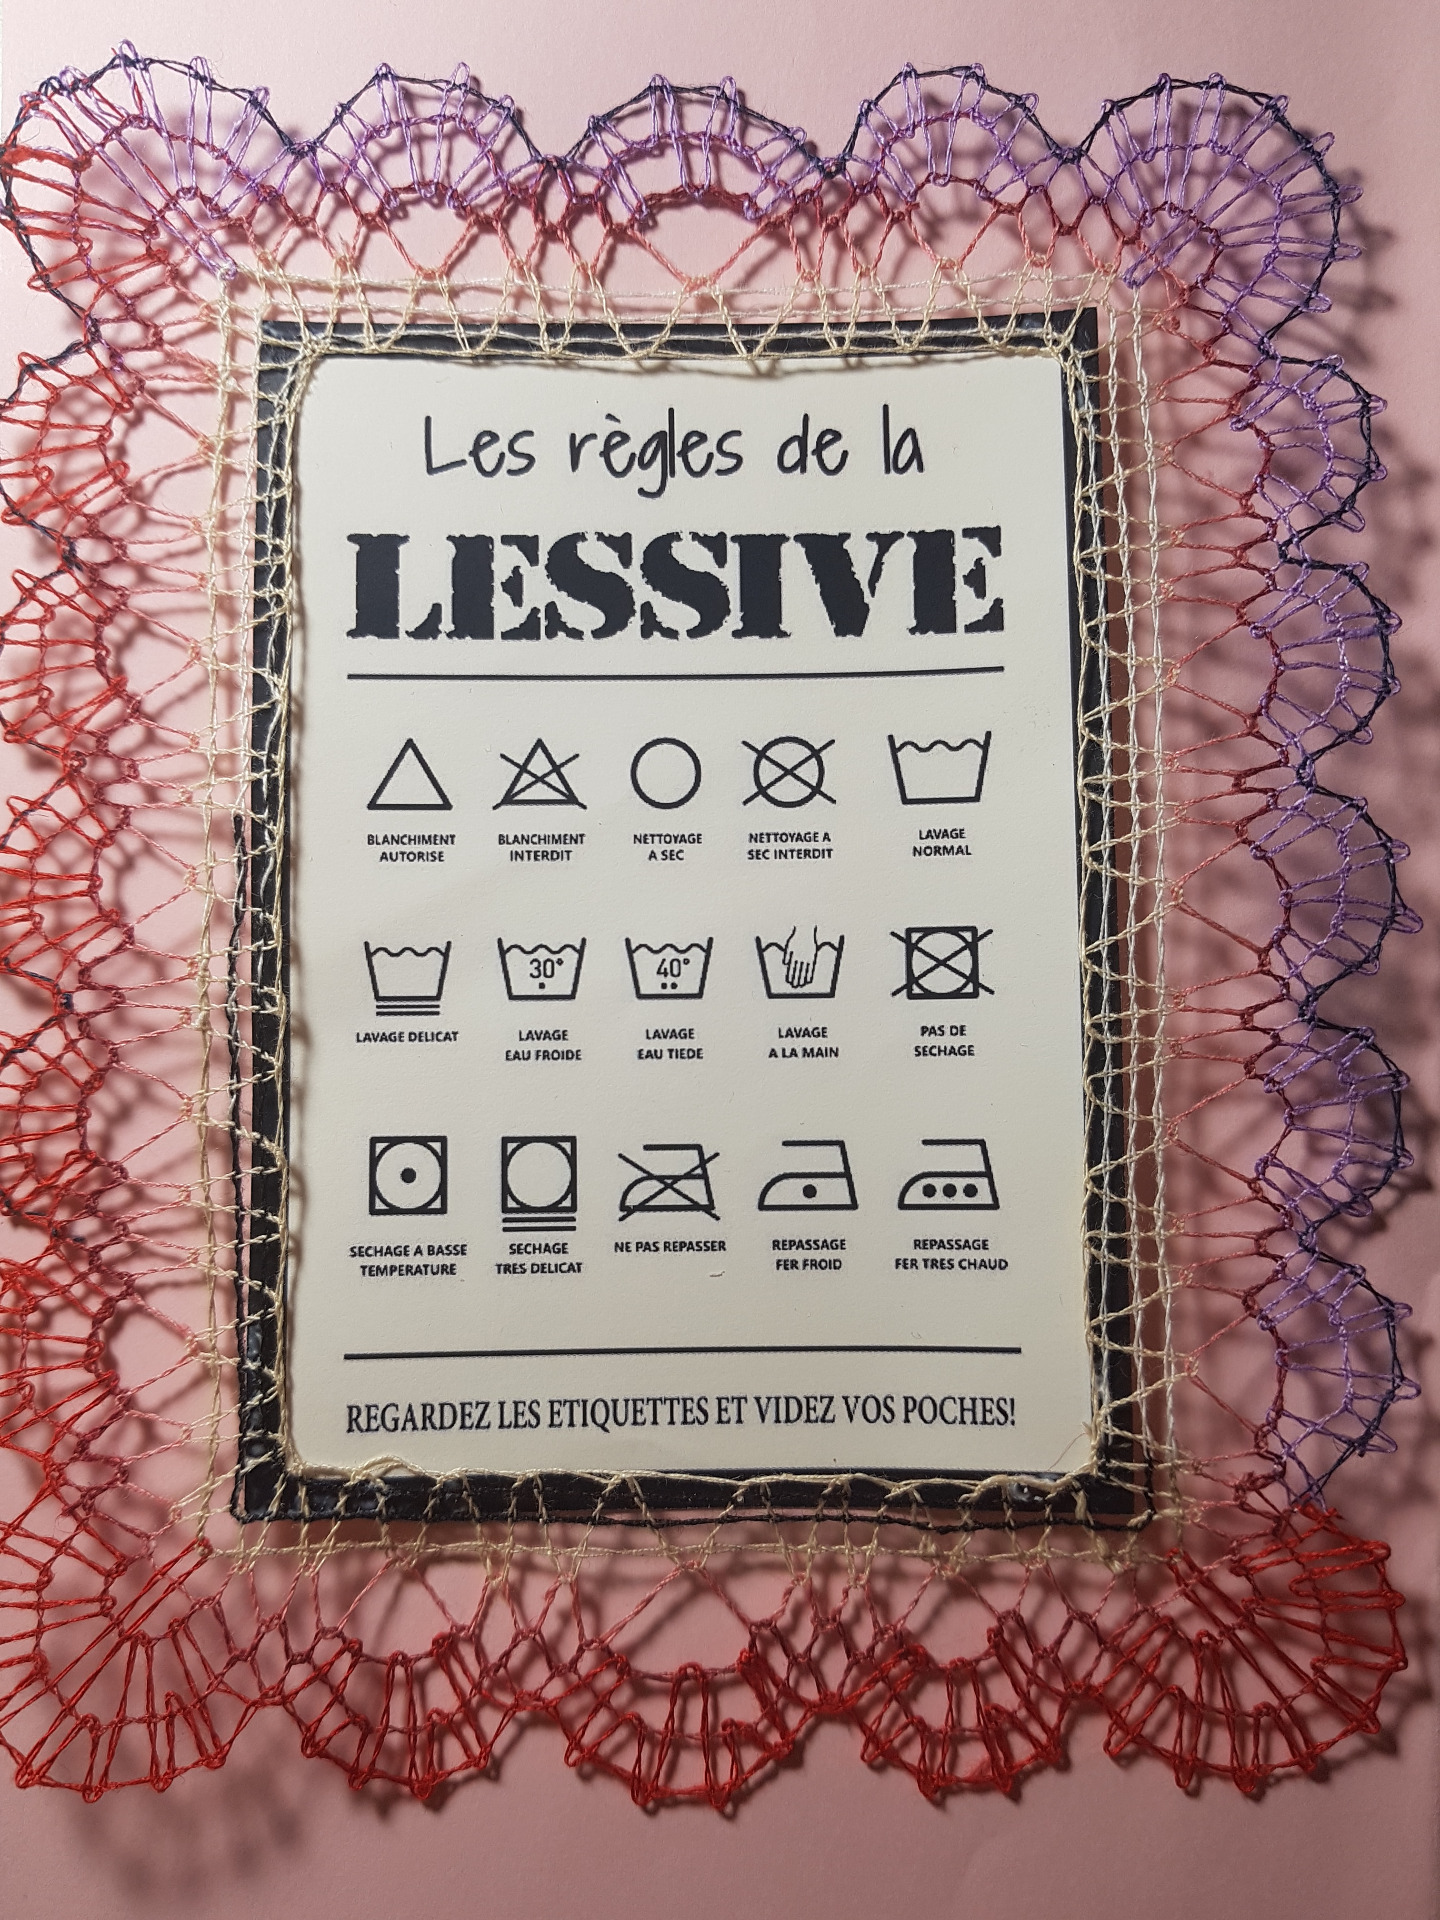 Les règles de la
LESSIVE
BLANCHIMENT AUTORISE
BLANCHIMENT INTERDIT
NETTOYAGE A SEC
NETTOYAGE A SEC INTERDIT
LAVAGE NORMAL
30°
40°
LAVAGE DELICAT
LAVAGE EAU FROIDE
LAVAGE EAU TIEDE
LAVAGE A LA MAIN
PAS DE SECHAGE
SECHAGE A BASSE TEMPERATURE
SECHAGE TRES DELICAT
NE PAS REPASSER
REPASSAGE FER FROID
REPASSAGE FER TRES CHAUD
REGARDEZ LES ETIQUETTES ET VIDEZ VOS POCHES!